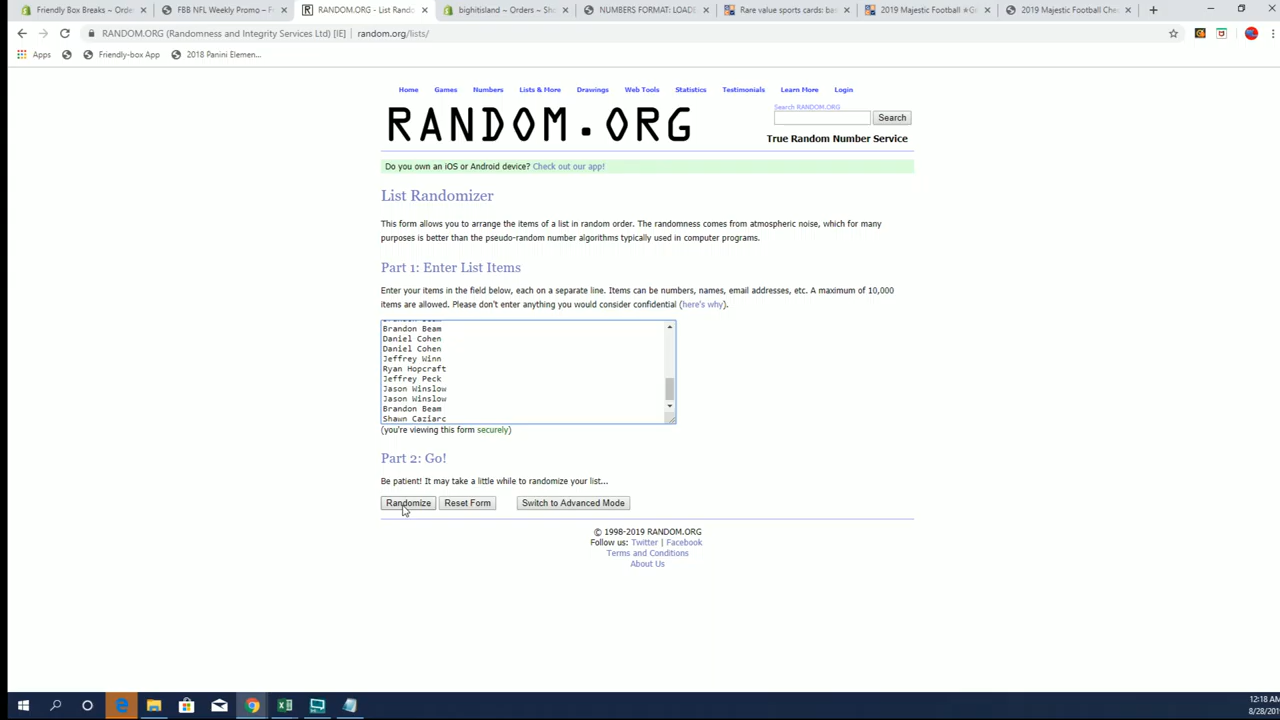 Friendly Box Breaks ~ Order
FBB NFL Weekly Promo – F
RANDOM.ORG - List Rando
bighitisland ~ Orders ~ Sho
NUMBERS FORMAT: LOADE
Rare value sports cards: bas
2019 Majestic Football ★G
2019 Majestic Football Che
RANDOM.ORG (Randomness and Integrity Services Ltd) [IE] | random.org/lists/
Apps Friendly-box App 2018 Panini Elemen...
Home Games Numbers Lists & More Drawings Web Tools Statistics Testimonials Learn More Login
RANDOM.ORG
Search RANDOM.ORG
Search
True Random Number Service
Do you own an iOS or Android device? Check out our app!
List Randomizer
This form allows you to arrange the items of a list in random order. The randomness comes from atmospheric noise, which for many
purposes is better than the pseudo-random number algorithms typically used in computer programs.
Part 1: Enter List Items
Enter your items in the field below, each on a separate line. Items can be numbers, names, email addresses, etc. A maximum of 10,000
items are allowed. Please don't enter anything you would consider confidential (here's why).
Brandon Beam
Daniel Cohen
Daniel Cohen
Jeffrey Winn
Ryan Hopcraft
Jeffrey Peck
Jason Winslow
Jason Winslow
Brandon Beam
Shawn Caziarc
(you're viewing this form securely)
Part 2: Go!
Be patient! It may take a little while to randomize your list...
Randomize Reset Form Switch to Advanced Mode
© 1998-2019 RANDOM.ORG
Follow us: Twitter | Facebook
Terms and Conditions
About Us
12:18 AM
8/28/201